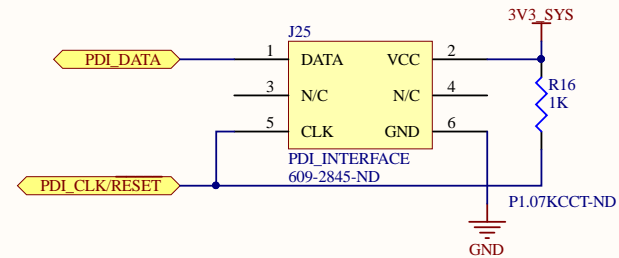 3V3_SYS
J25
PDI_DATA 1 DATA VCC 2
R16
3 N/C N/C 4
1K
5 CLK GND 6
PDI_INTERFACE
609-2845-ND
PDI_CLK/RESET
P1.07KCCT-ND
GND